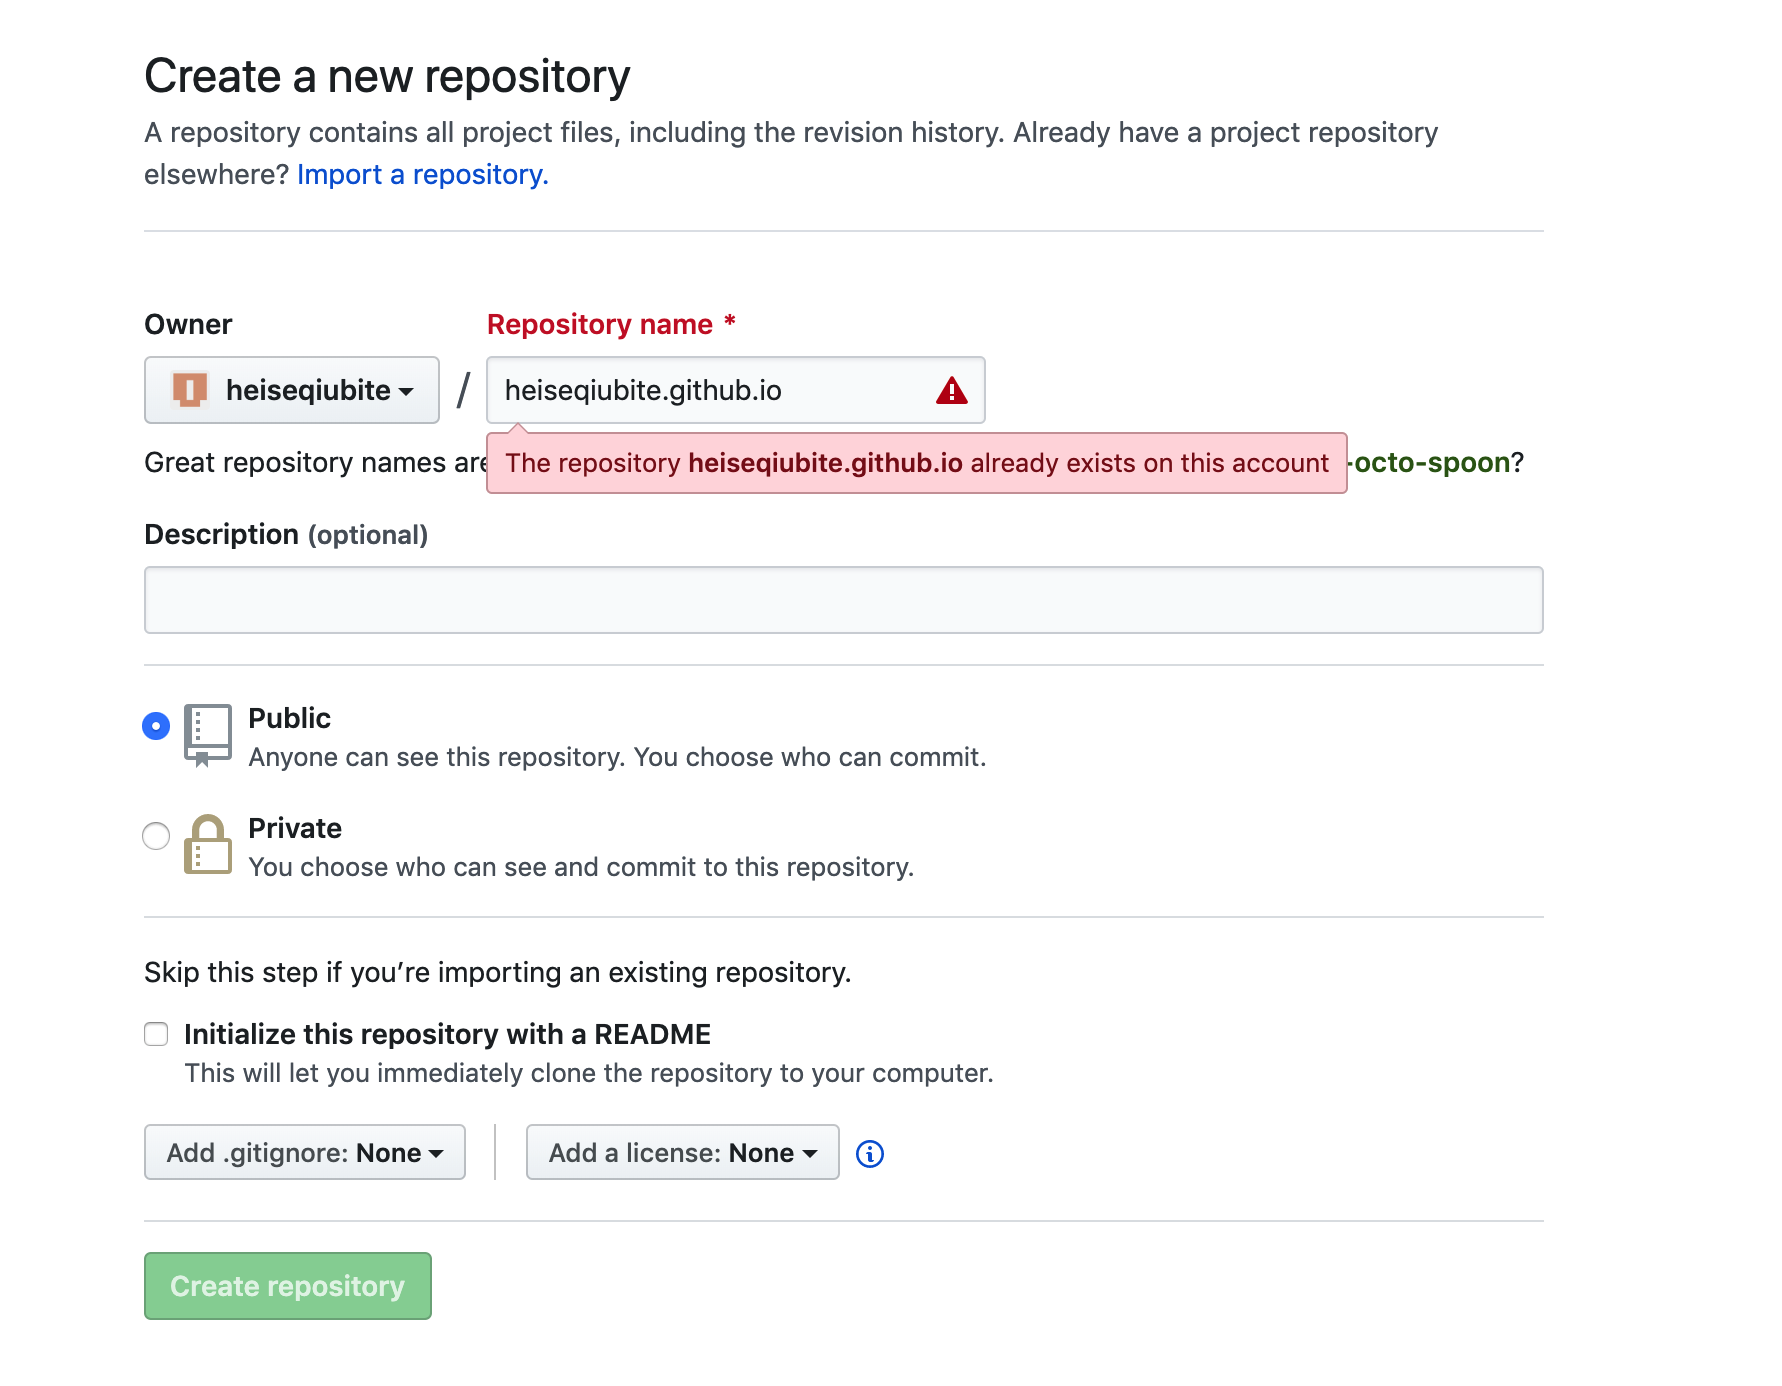 Create a new repository
A repository contains all project files, including the revision history. Already have a project repository
elsewhere? Import a repository.
Owner
Repository name *
heiseqiubite
/
heiseqiubite.github.io
Great repository names are
The repository heiseqiubite.github.io already exists on this account
-octo-spoon?
Description (optional)
Public
Anyone can see this repository. You choose who can commit.
Private
You choose who can see and commit to this repository.
Skip this step if you’re importing an existing repository.
Initialize this repository with a README
This will let you immediately clone the repository to your computer.
Add .gitignore: None
Add a license: None
Create repository